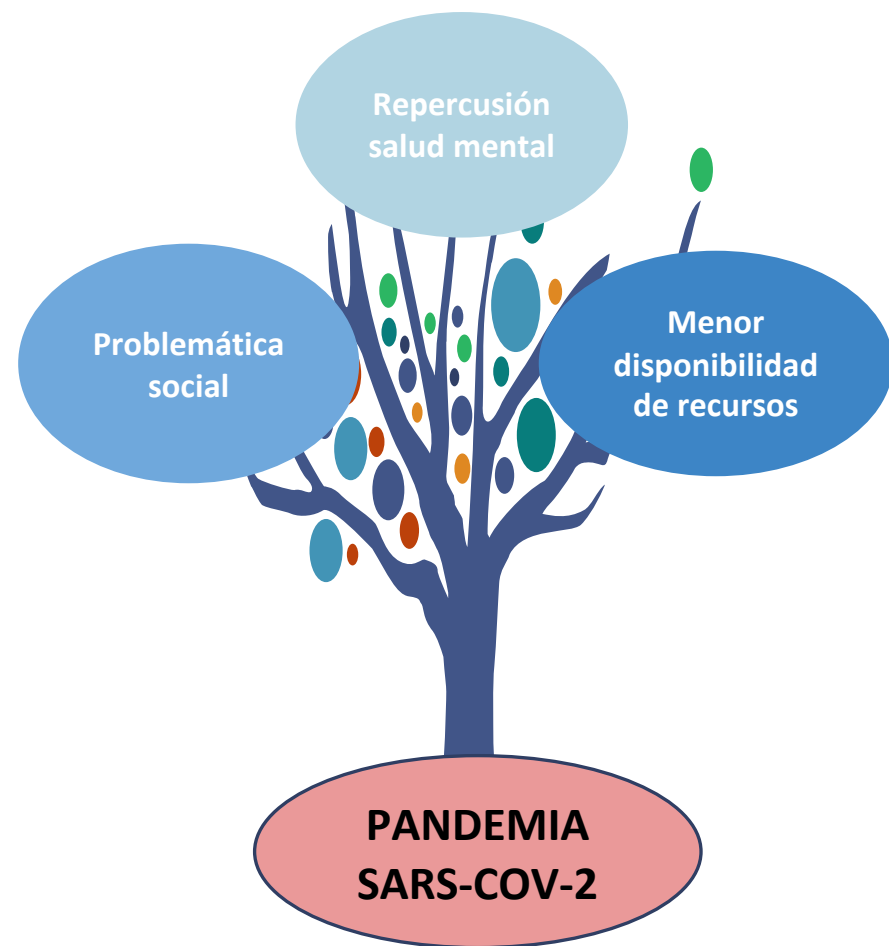 Repercusión
salud mental
Problemática
social
Menor
disponibilidad
de recursos
PANDEMIA
SARS-COV-2